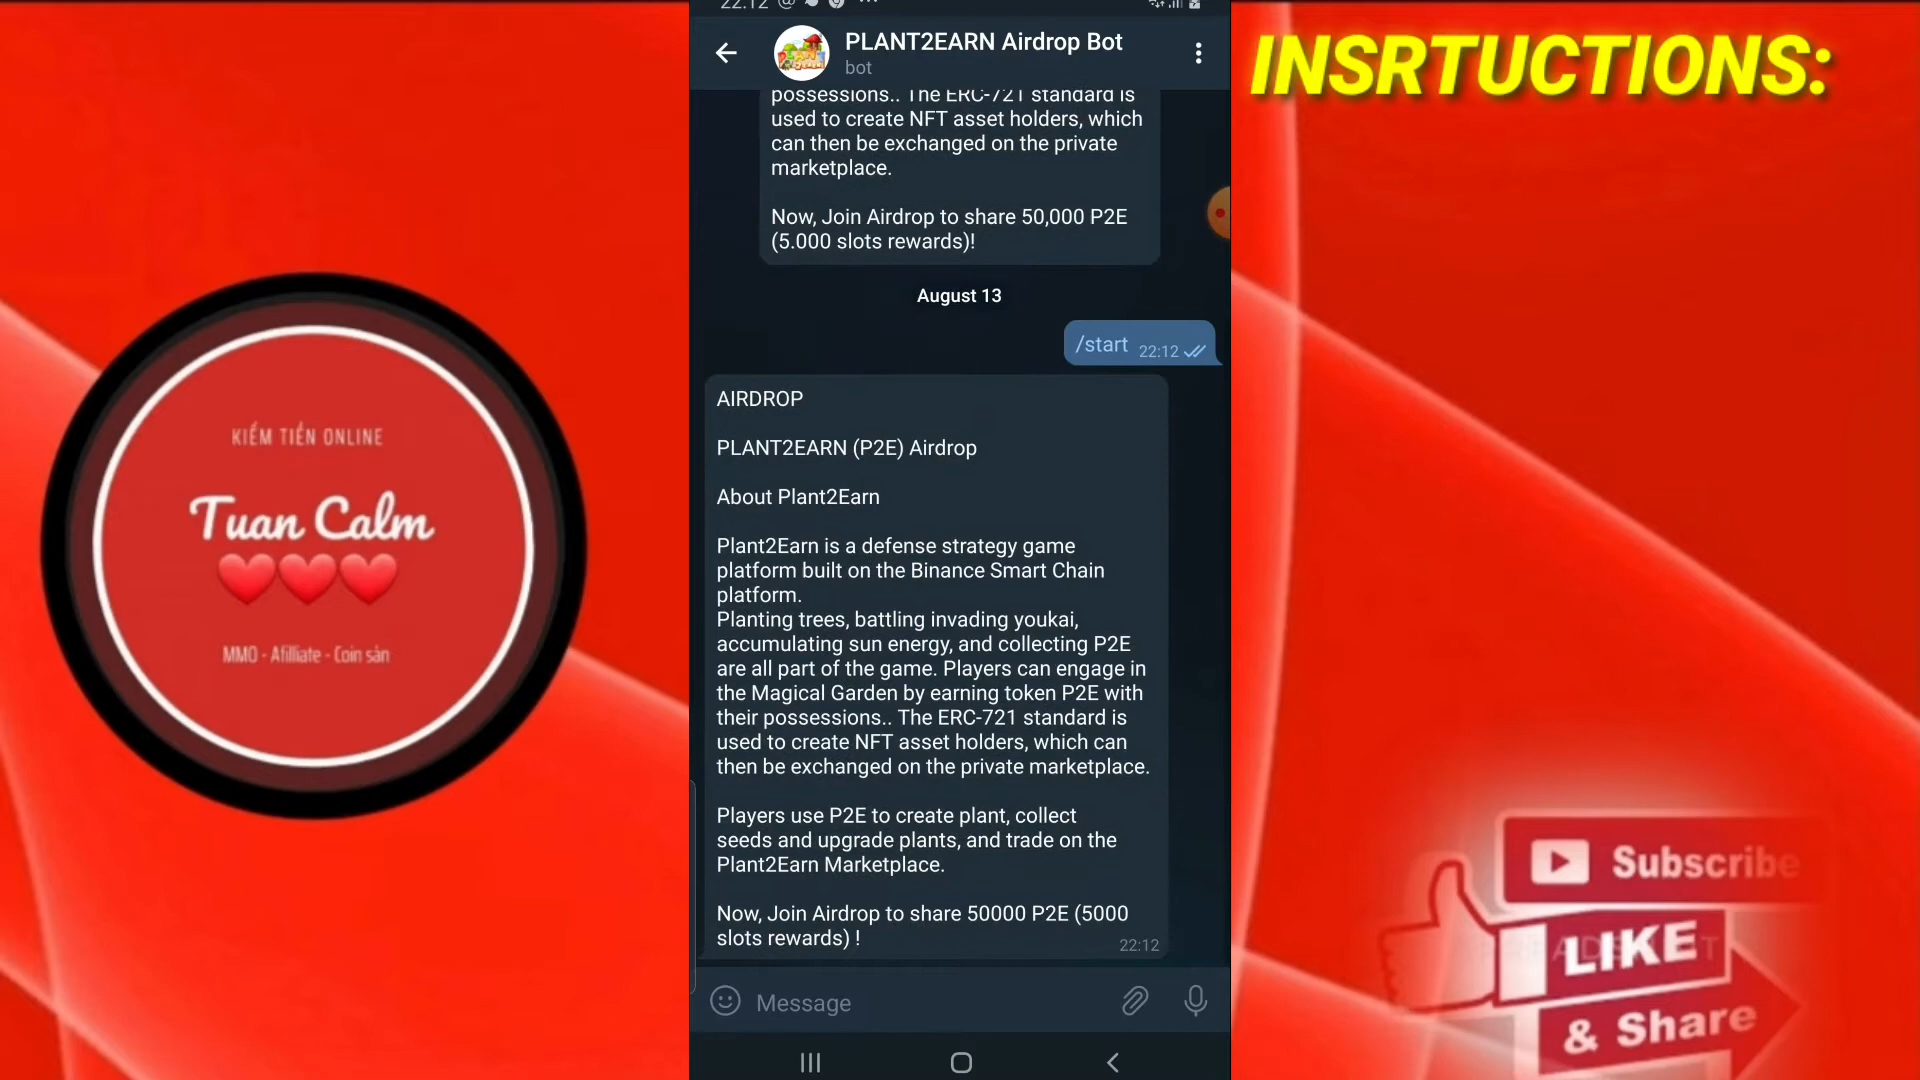 KIẾM TIỀN ONLINE
Tuan Calm
MMO - Afilliate - Coin sàn
22:12
PLANT2EARN Airdrop Bot
bot
possessions.. The ERC-721 standard is
used to create NFT asset holders, which
can then be exchanged on the private
marketplace.
Now, Join Airdrop to share 50,000 P2E
(5.000 slots rewards)!
August 13
/start 22:12
AIRDROP
PLANT2EARN (P2E) Airdrop
About Plant2Earn
Plant2Earn is a defense strategy game
platform built on the Binance Smart Chain
platform.
Planting trees, battling invading youkai,
accumulating sun energy, and collecting P2E
are all part of the game. Players can engage in
the Magical Garden by earning token P2E with
their possessions.. The ERC-721 standard is
used to create NFT asset holders, which can
then be exchanged on the private marketplace.
Players use P2E to create plant, collect
seeds and upgrade plants, and trade on the
Plant2Earn Marketplace.
Now, Join Airdrop to share 50000 P2E (5000
slots rewards) !
22:12
Message
INSRTUCTIONS:
Subscribe
LIKE
& Share